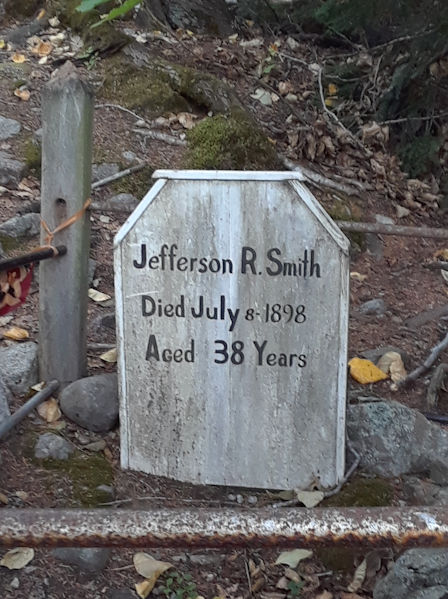 Jefferson R. Smith
Died July 8-1898
Aged 38 Years